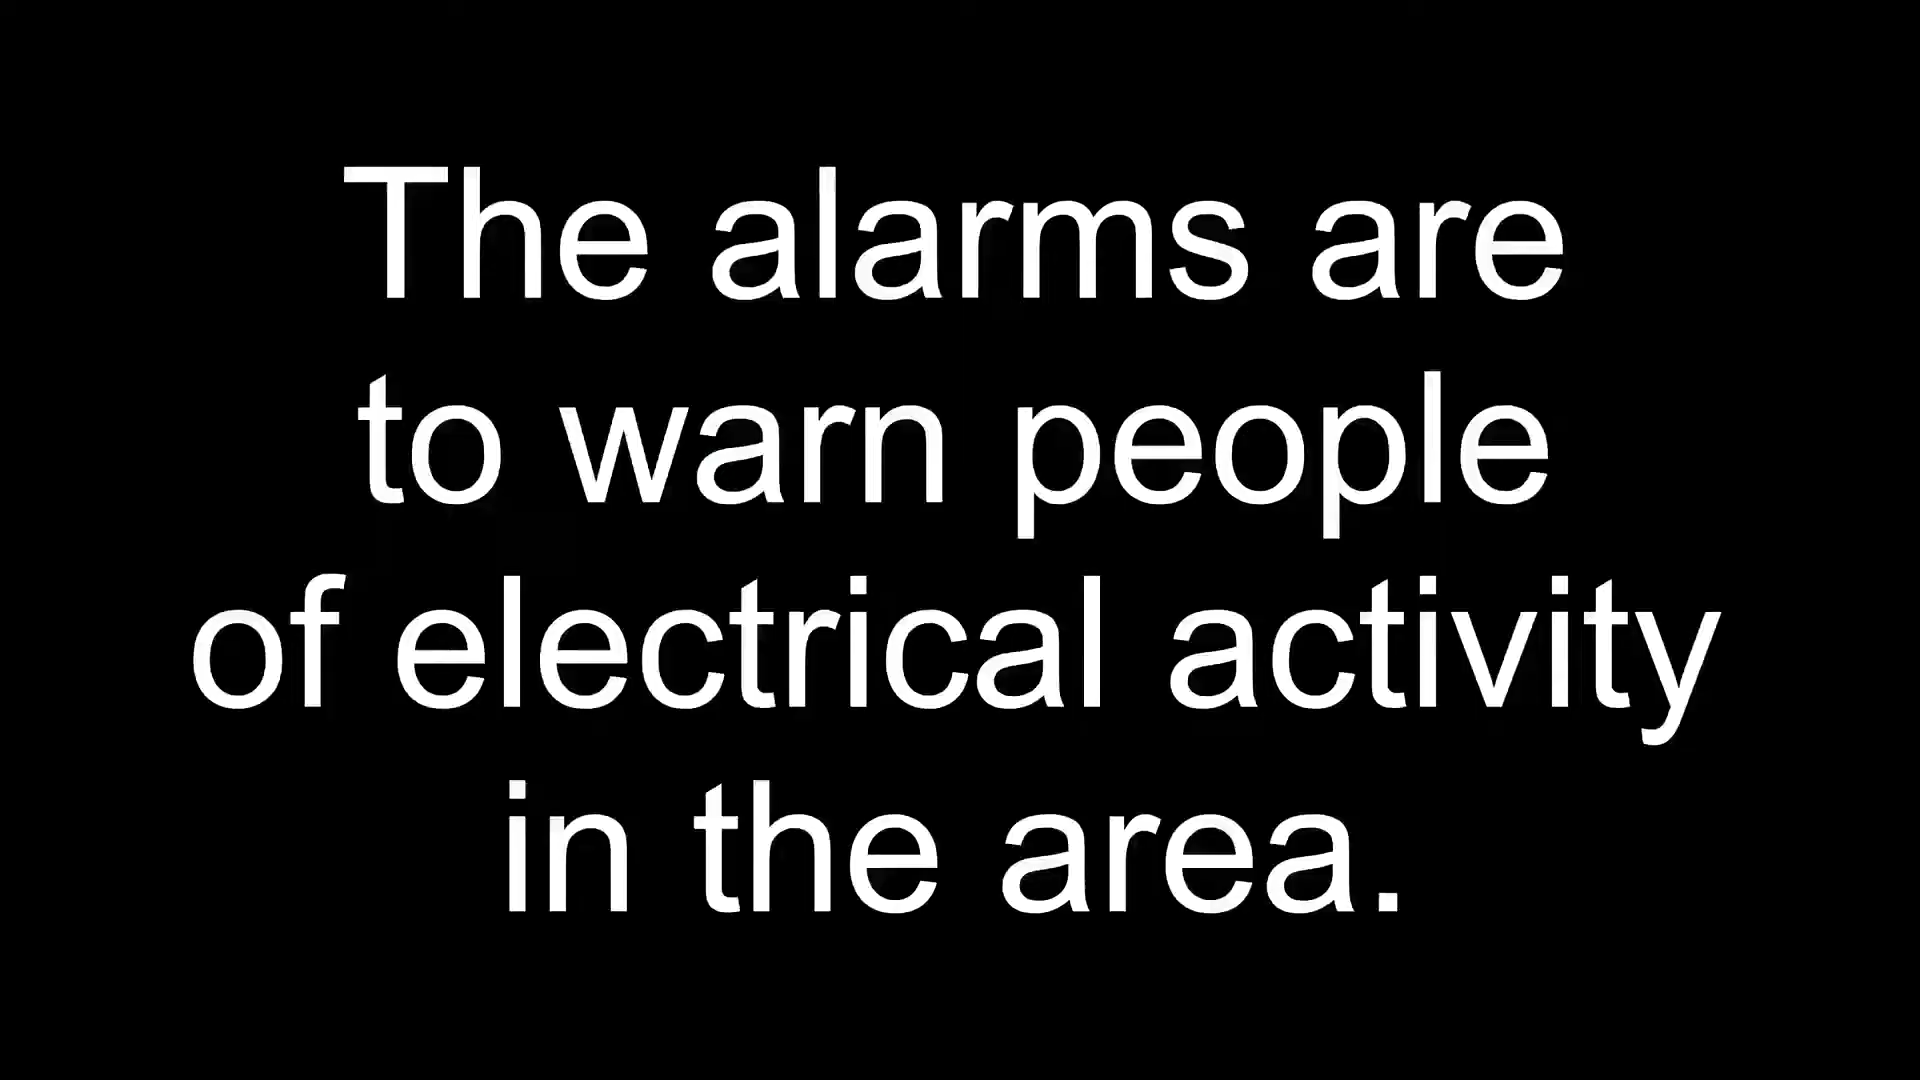 The alarms are
to warn people
of electrical activity
in the area.